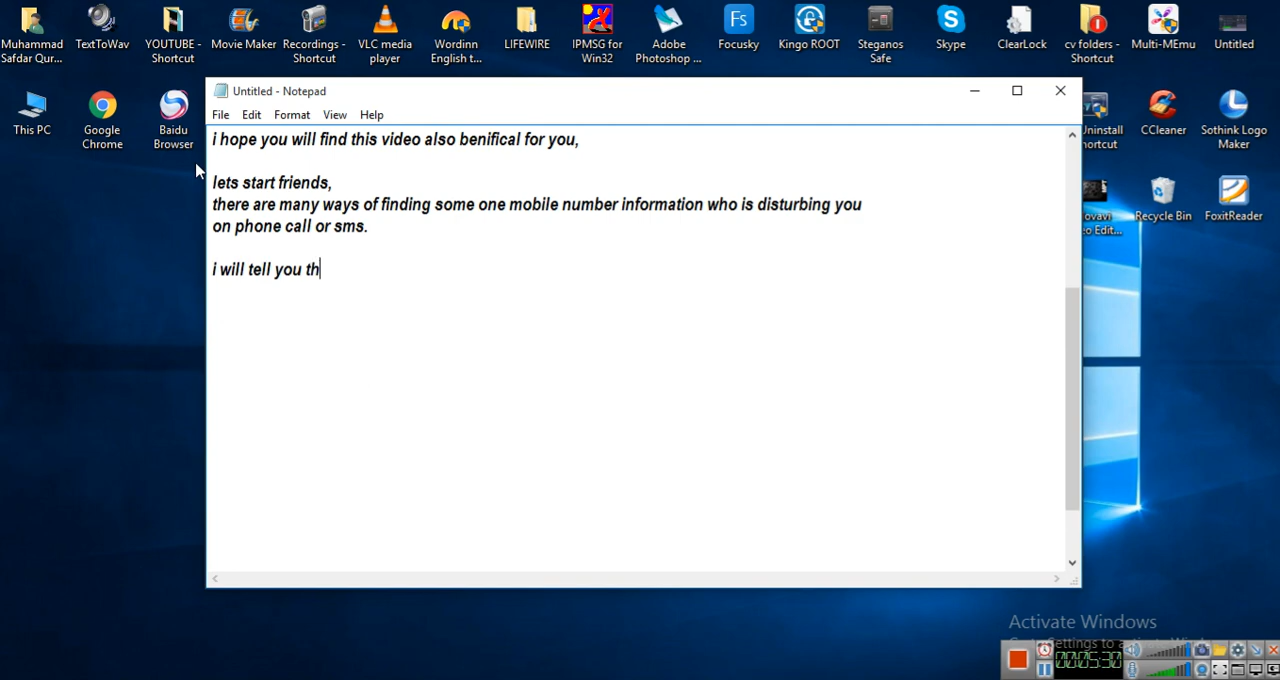 Muhammad Safdar Qur...
TextToWav
YOUTUBE - Shortcut
Movie Maker
Recordings - Shortcut
VLC media player
Wordinn English t...
LIFEWIRE
IPMSG for Win32
Adobe Photoshop ...
Fs
Focusky
Kingo ROOT
Steganos Safe
Skype
ClearLock
cv folders - Shortcut
Multi-MEmu
Untitled
This PC
Google Chrome
Baidu Browser
Untitled - Notepad
File Edit Format View Help
i hope you will find this video also benifical for you,
lets start friends,
there are many ways of finding some one mobile number information who is disturbing you
on phone call or sms.
i will tell you th
CCleaner
Sothink Logo Maker
Recycle Bin
FoxitReader
Activate Windows
000:05:30